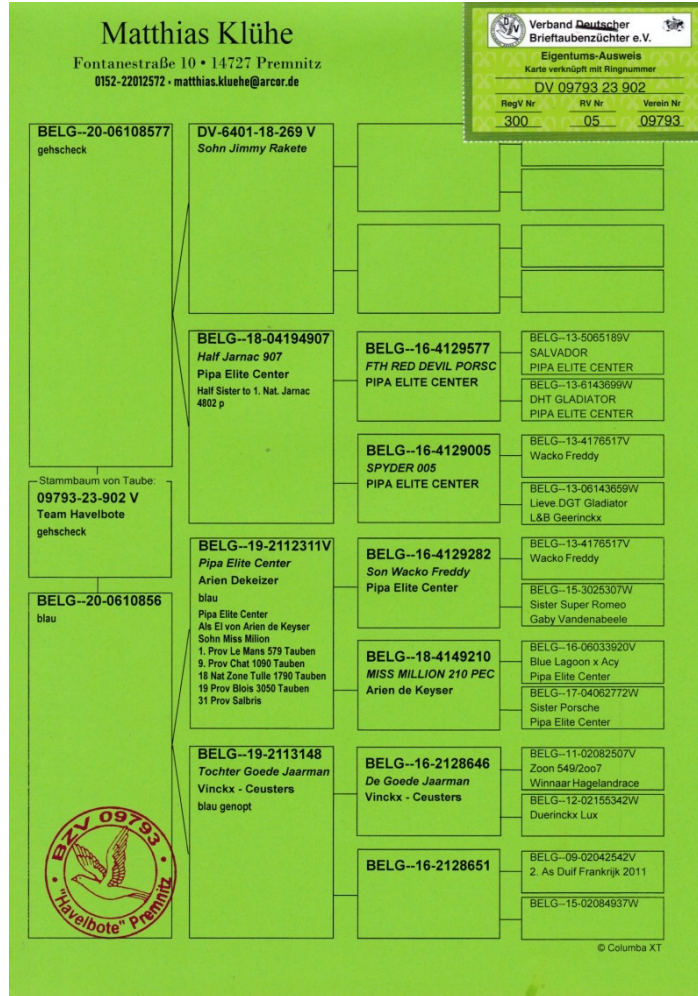 Matthias Klühe
Fontanestraße 10 • 14727 Premnitz
0152-22012572 • matthias.kluehe@arcor.de
Verband Deutscher
Brieftaubenzüchter e.V.
Eigentums-Ausweis
Karte verknüpft mit Ringnummer
DV 09793 23 902
RegV Nr RV Nr Verein Nr
300 05 09793
BELG--20-06108577
gehscheck
Stammbaum von Taube:
09793-23-902 V
Team Havelbote
gehscheck
BELG--20-0610856
blau
DV-6401-18-269 V
Sohn Jimmy Rakete
BELG--18-04194907
Half Jarnac 907
Pipa Elite Center
Half Sister to 1. Nat. Jarnac
4802 p
BELG--19-2112311V
Pipa Elite Center
Arien Dekeizer
blau
Pipa Elite Center
Als EI von Arien de Keyser
Sohn Miss Milion
1. Prov Le Mans 579 Tauben
9. Prov Chat 1090 Tauben
18 Nat Zone Tulle 1790 Tauben
19 Prov Blois 3050 Tauben
31 Prov Salbris
BELG--19-2113148
Tochter Goede Jaarman
Vinckx - Ceusters
blau genopt
BELG--16-4129577
FTH RED DEVIL PORSC
PIPA ELITE CENTER
BELG--16-4129005
SPYDER 005
PIPA ELITE CENTER
BELG--16-4129282
Son Wacko Freddy
Pipa Elite Center
BELG--18-4149210
MISS MILLION 210 PEC
Arien de Keyser
BELG--16-2128646
De Goede Jaarman
Vinckx - Ceusters
BELG--16-2128651
BELG--13-5065189V
SALVADOR
PIPA ELITE CENTER
BELG--13-6143699W
DHT GLADIATOR
PIPA ELITE CENTER
BELG--13-4176517V
Wacko Freddy
BELG--13-06143659W
Lieve.DGT Gladiator
L&B Geerinckx
BELG--13-4176517V
Wacko Freddy
BELG--15-3025307W
Sister Super Romeo
Gaby Vandenabeele
BELG--16-06033920V
Blue Lagoon x Acy
Pipa Elite Center
BELG--17-04062772W
Sister Porsche
Pipa Elite Center
BELG--11-02082507V
Zoon 549/2oo7
Winnaar Hagelandrace
BELG--12-02155342W
Duerinckx Lux
BELG--09-02042542V
2. As Duif Frankrijk 2011
BELG--15-02084937W
BZV 09793
"Havelbote" Premnitz
© Columba XT